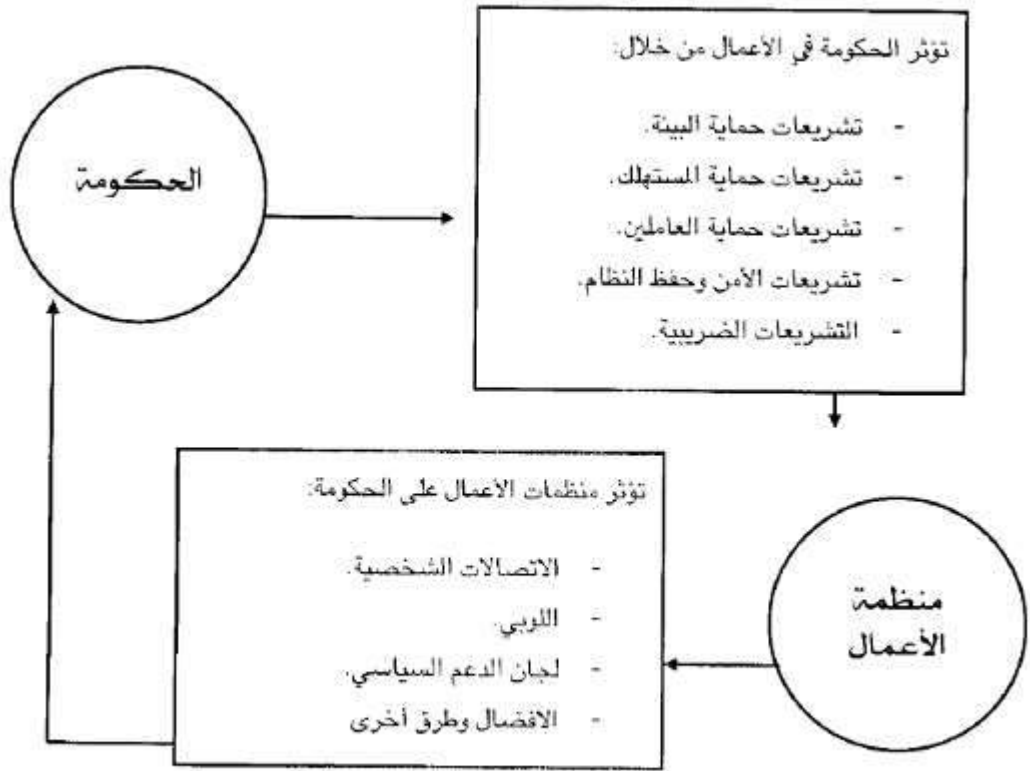 تؤثر الحكومة في الأعمال من خلال:
- تشريعات حماية البيئة.
- تشريعات حماية المستهلك.
- تشريعات حماية العاملين.
- تشريعات الأمن وحفظ النظام.
- التشريعات الضريبية.
الحكومة
تؤثر منظمات الأعمال على الحكومة:
- الاتصالات الشخصية.
- اللوبي.
- لجان الدعم السياسي.
- الافضال وطرق أخرى
منظمة
الأعمال